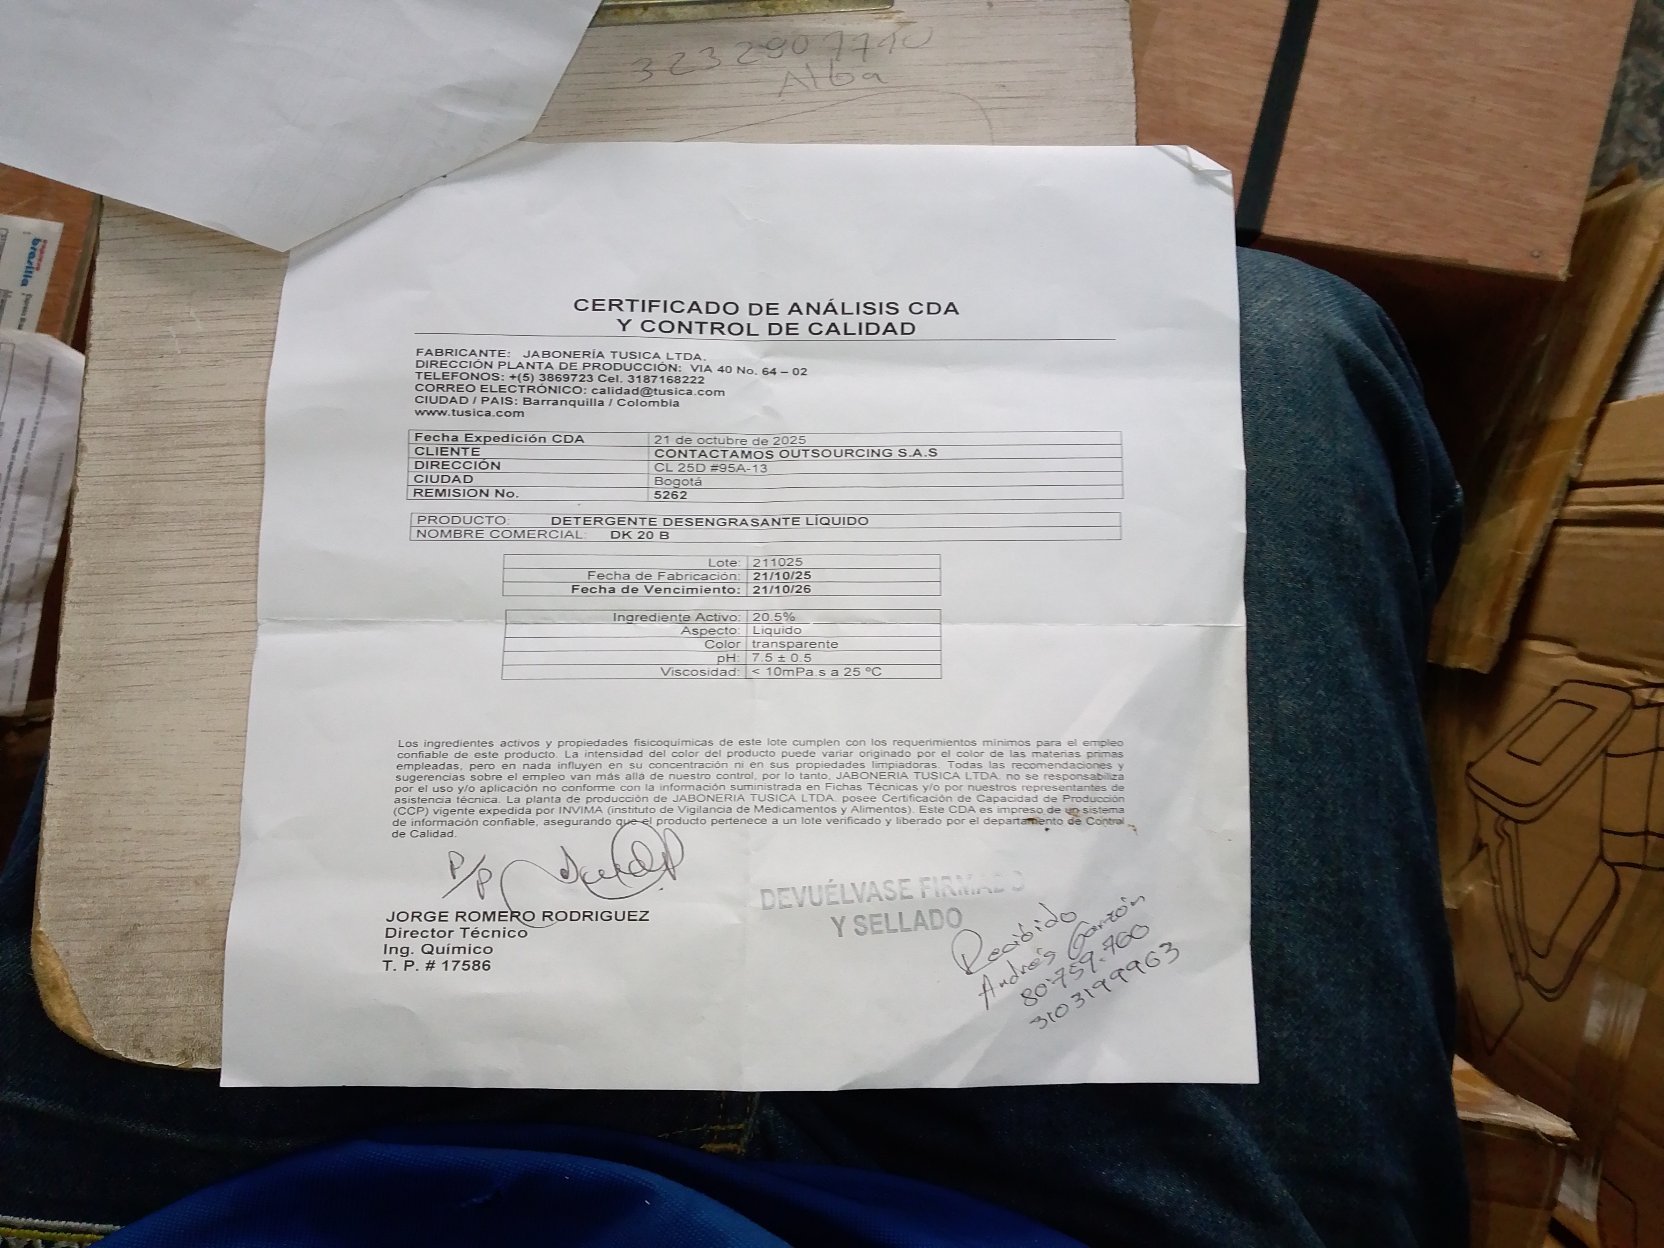 3232907710
Alba
brasilia
CERTIFICADO DE ANÁLISIS CDA
Y CONTROL DE CALIDAD
FABRICANTE: JABONERÍA TUSICA LTDA.
DIRECCIÓN PLANTA DE PRODUCCIÓN: VIA 40 No. 64 – 02
TELEFONOS: +(5) 3869723 Cel. 3187168222
CORREO ELECTRÓNICO: calidad@tusica.com
CIUDAD / PAIS: Barranquilla / Colombia
www.tusica.com
Fecha Expedición CDA 21 de octubre de 2025
CLIENTE CONTACTAMOS OUTSOURCING S.A.S
DIRECCIÓN CL 25D #95A-13
CIUDAD Bogotá
REMISION No. 5262
PRODUCTO: DETERGENTE DESENGRASANTE LÍQUIDO
NOMBRE COMERCIAL: DK 20 B
Lote: 211025
Fecha de Fabricación: 21/10/25
Fecha de Vencimiento: 21/10/26
Ingrediente Activo: 20.5%
Aspecto: Líquido
Color transparente
pH: 7.5 ± 0.5
Viscosidad: < 10mPa.s a 25 ºC
Los ingredientes activos y propiedades fisicoquímicas de este lote cumplen con los requerimientos mínimos para el empleo
confiable de este producto. La intensidad del color del producto puede variar originado por el color de las materias primas
empleadas, pero en nada influyen en su concentración ni en sus propiedades limpiadoras. Todas las recomendaciones y
sugerencias sobre el empleo van más allá de nuestro control, por lo tanto, JABONERIA TUSICA LTDA. no se responsabiliza
por el uso y/o aplicación no conforme con la información suministrada en Fichas Técnicas y/o por nuestros representantes de
asistencia técnica. La planta de producción de JABONERIA TUSICA LTDA. posee Certificación de Capacidad de Producción
(CCP) vigente expedida por INVIMA (instituto de Vigilancia de Medicamentos y Alimentos). Este CDA es impreso de un sistema
de información confiable, asegurando que el producto pertenece a un lote verificado y liberado por el departamento de Control
de Calidad.
P/P
JORGE ROMERO RODRIGUEZ
Director Técnico
Ing. Químico
T. P. # 17586
DEVUÉLVASE FIRMADO
Y SELLADO
Recibido
Andrés Garzón
80.759.760
3103199963